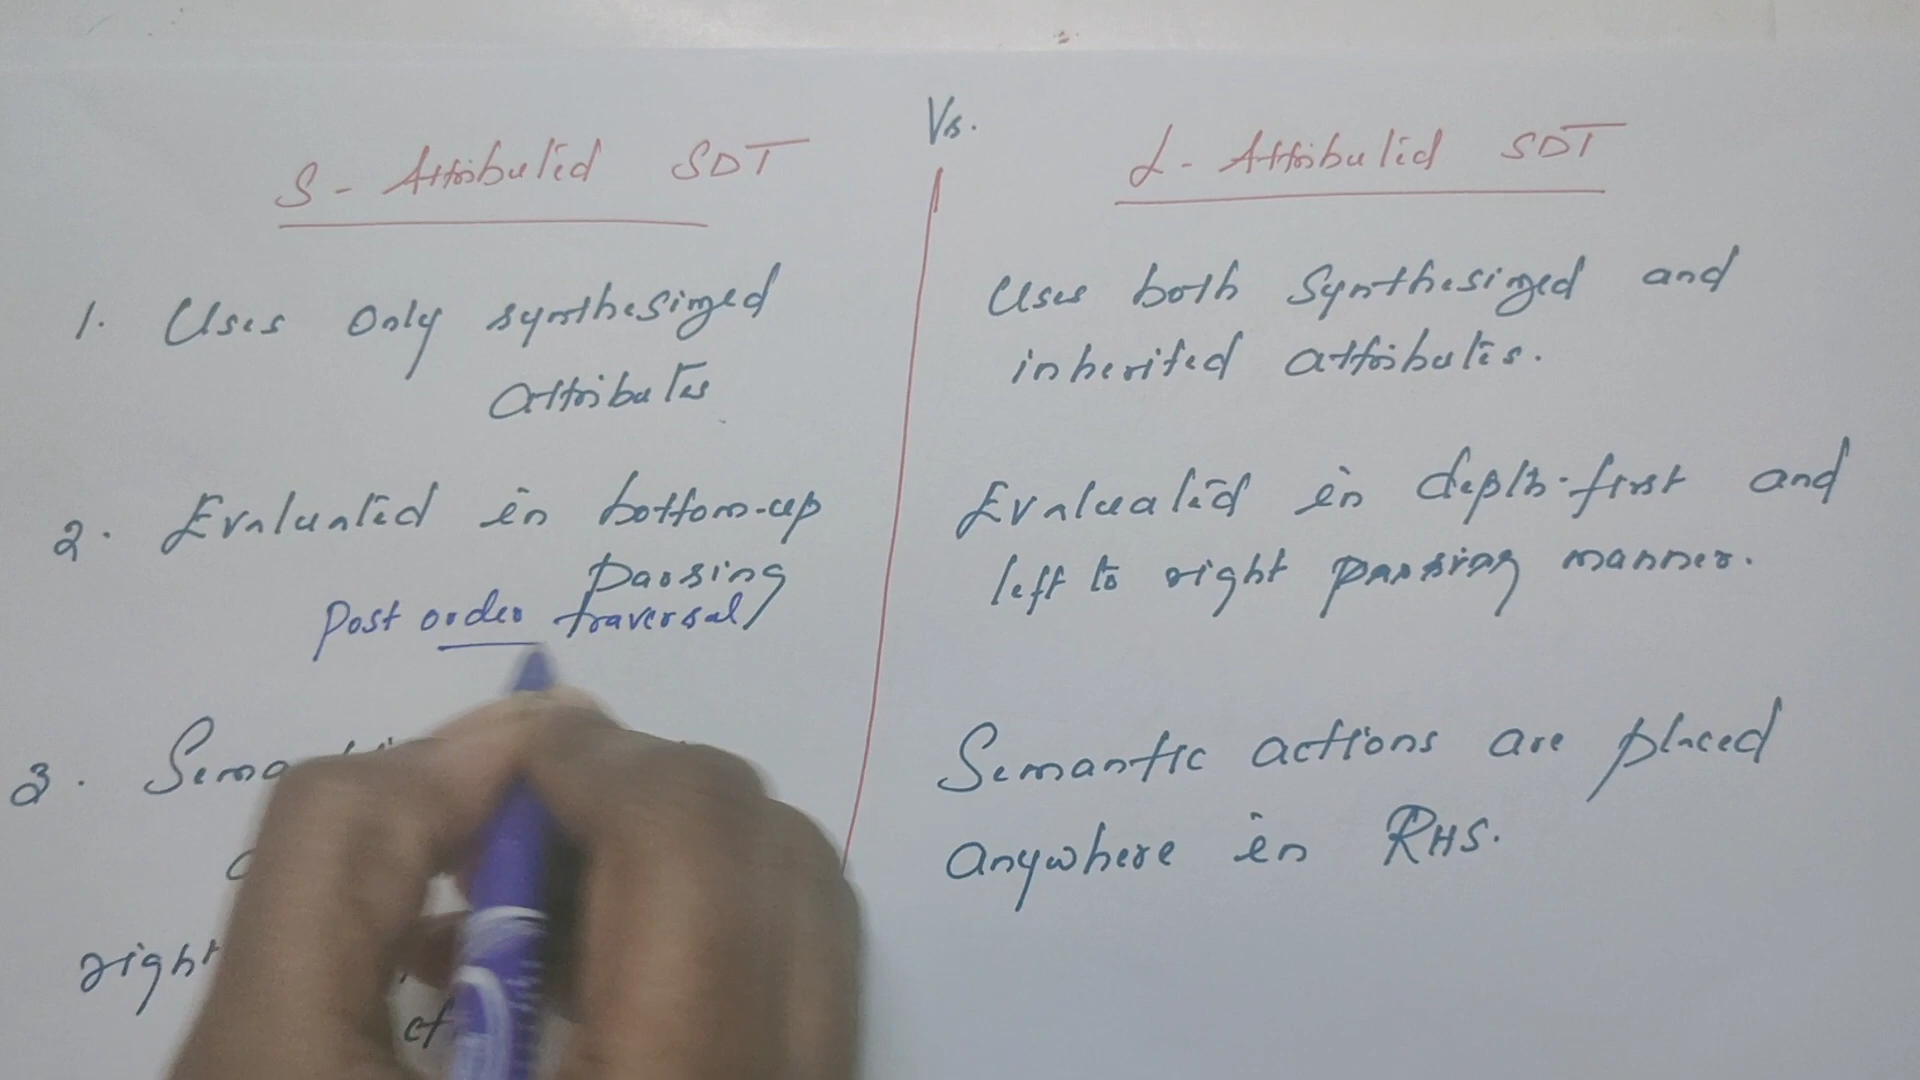 Vs.
S - Attributed SDT
1. Uses Only synthesized
attributes
2. Evaluated in bottom-up
parsing
Post order traversal
3.
right
of
L - Attributed SDT
Uses both Synthesized and
inherited attributes.
Evaluated in depth-first and
left to right parsing manner.
Semantic actions are placed
anywhere in RHS.